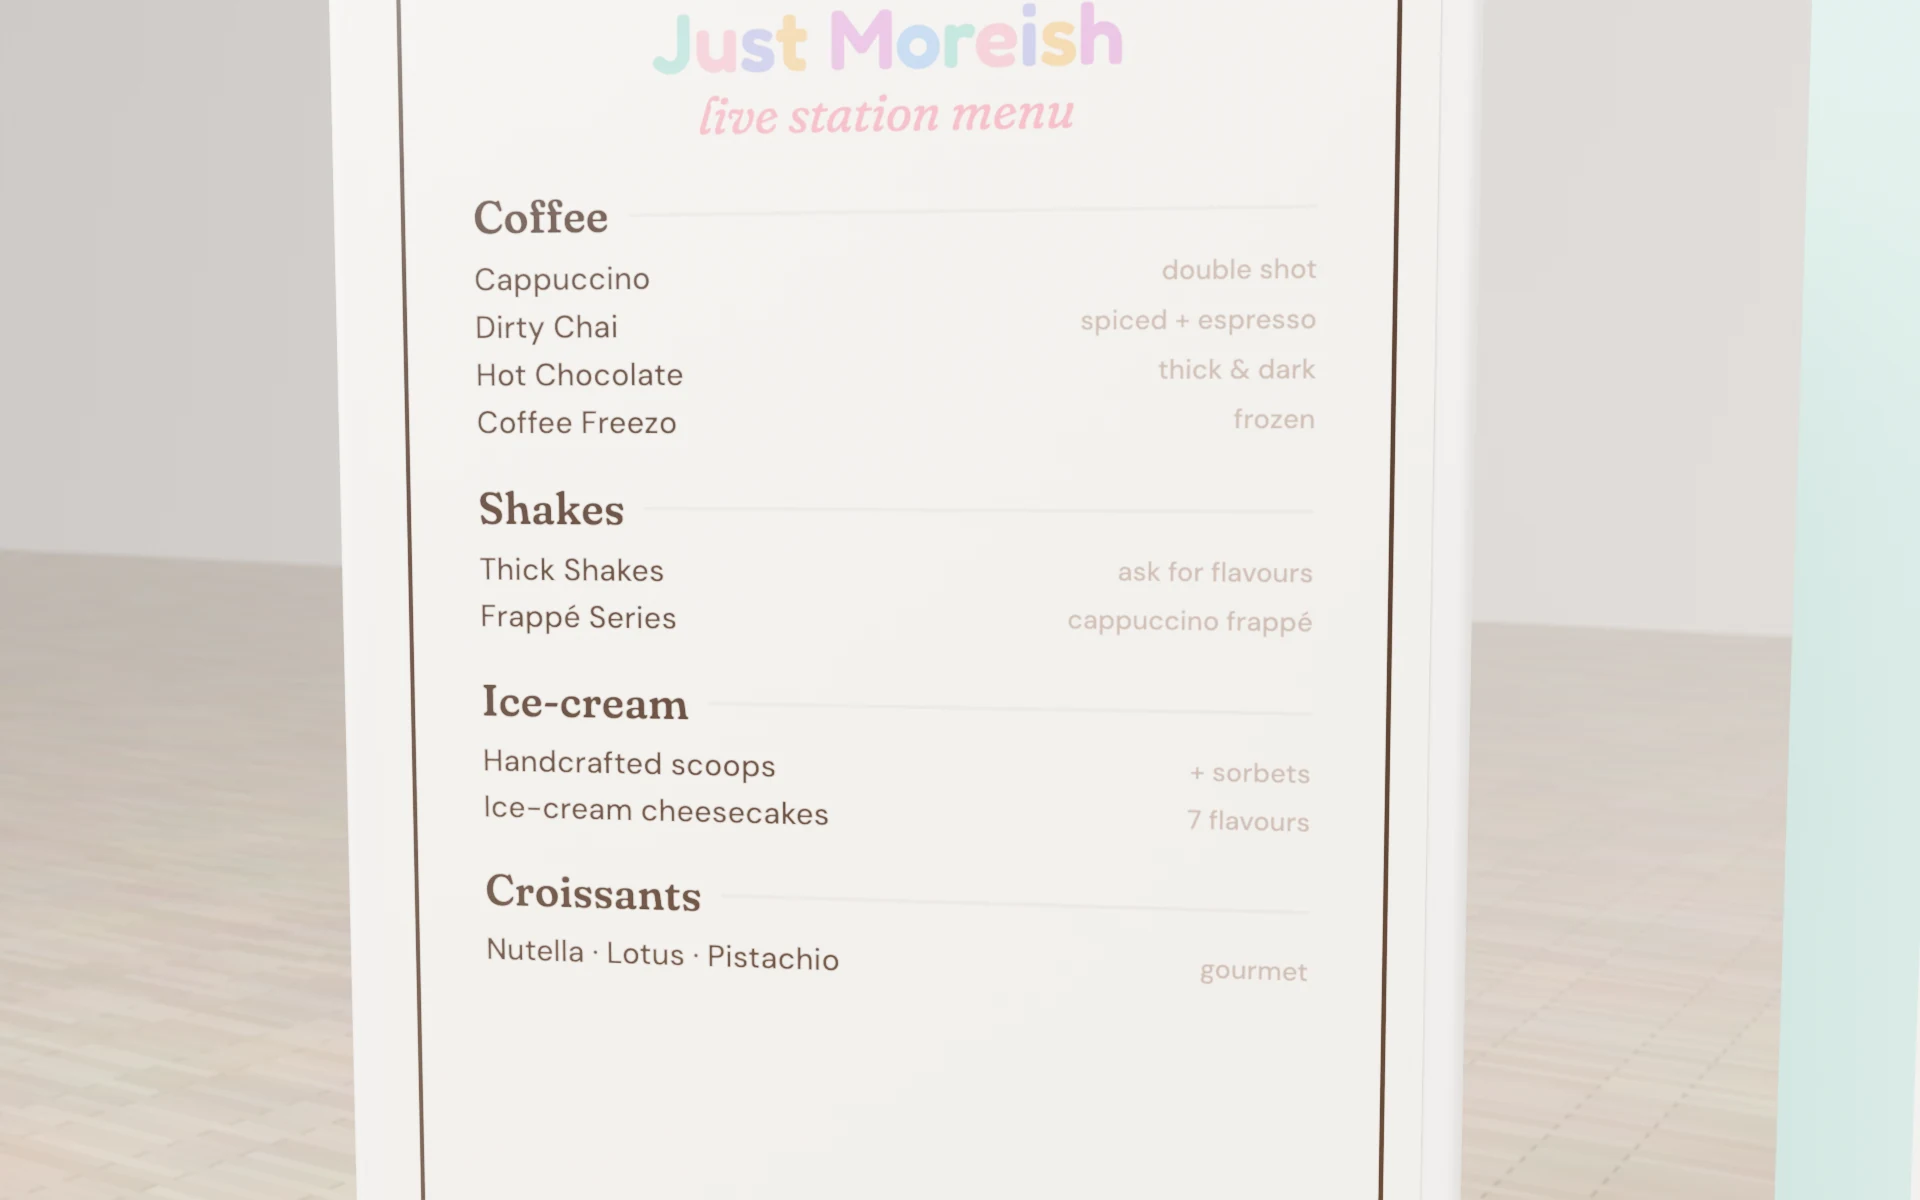 Just Moreish
live station menu
Coffee
Cappuccino double shot
Dirty Chai spiced + espresso
Hot Chocolate thick & dark
Coffee Freezo frozen
Shakes
Thick Shakes ask for flavours
Frappé Series cappuccino frappé
Ice-cream
Handcrafted scoops + sorbets
Ice-cream cheesecakes 7 flavours
Croissants
Nutella · Lotus · Pistachio gourmet